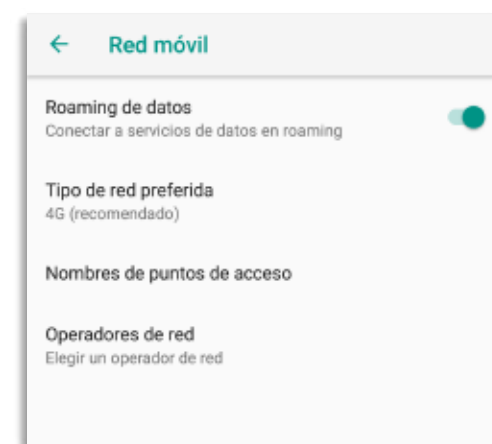 Red móvil
Roaming de datos
Conectar a servicios de datos en roaming
Tipo de red preferida
4G (recomendado)
Nombres de puntos de acceso
Operadores de red
Elegir un operador de red